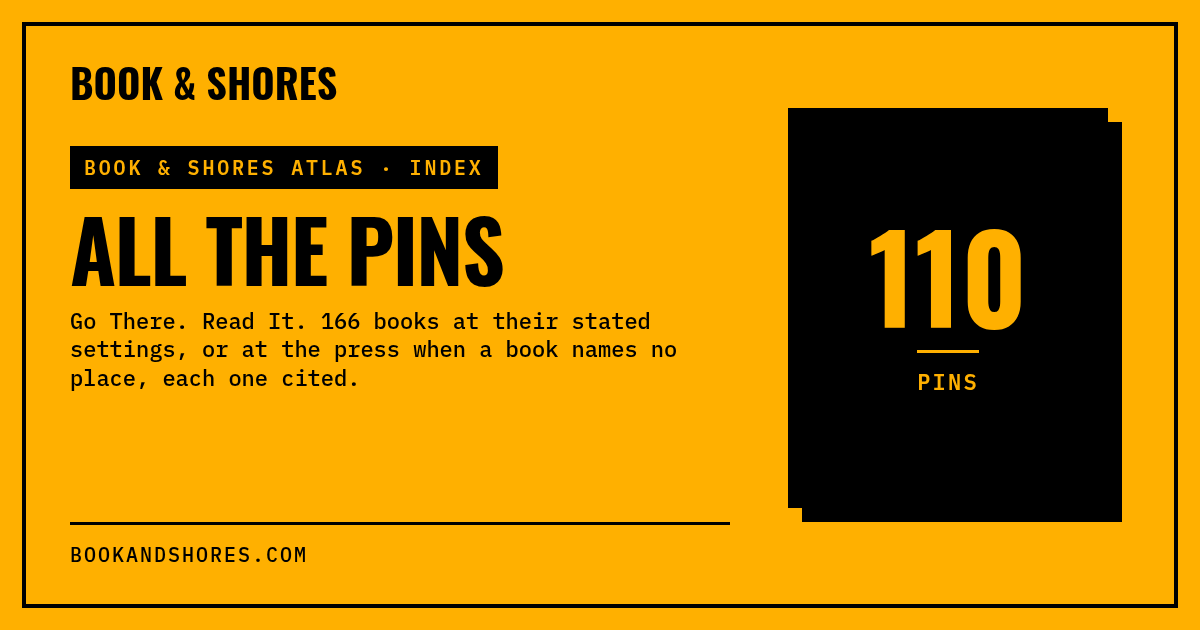 BOOK & SHORES
BOOK & SHORES ATLAS · INDEX
ALL THE PINS
Go There. Read It. 166 books at their stated
settings, or at the press when a book names no
place, each one cited.
110
PINS
BOOKANDSHORES.COM